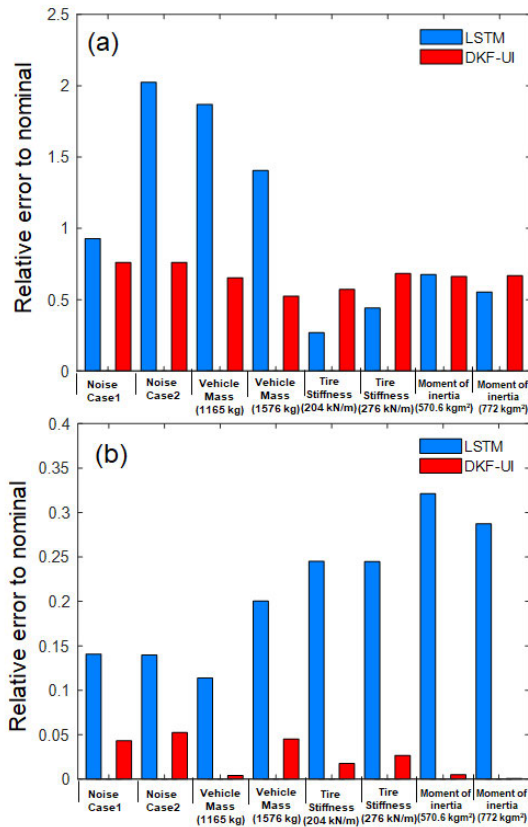 2.5
(a)
LSTM
DKF-UI
2
1.5
1
0.5
0
Relative error to nominal
Noise
Case1
Noise
Case2
Vehicle
Mass
(1165 kg)
Vehicle
Mass
(1576 kg)
Tire
Stiffness
(204 kN/m)
Tire
Stiffness
(276 kN/m)
Moment of
inertia
(570.6 kgm²)
Moment of
inertia
(772 kgm²)
0.4
(b)
LSTM
DKF-UI
0.35
0.3
0.25
0.2
0.15
0.1
0.05
0
Relative error to nominal
Noise
Case1
Noise
Case2
Vehicle
Mass
(1165 kg)
Vehicle
Mass
(1576 kg)
Tire
Stiffness
(204 kN/m)
Tire
Stiffness
(276 kN/m)
Moment of
inertia
(570.6 kgm²)
Moment of
inertia
(772 kgm²)